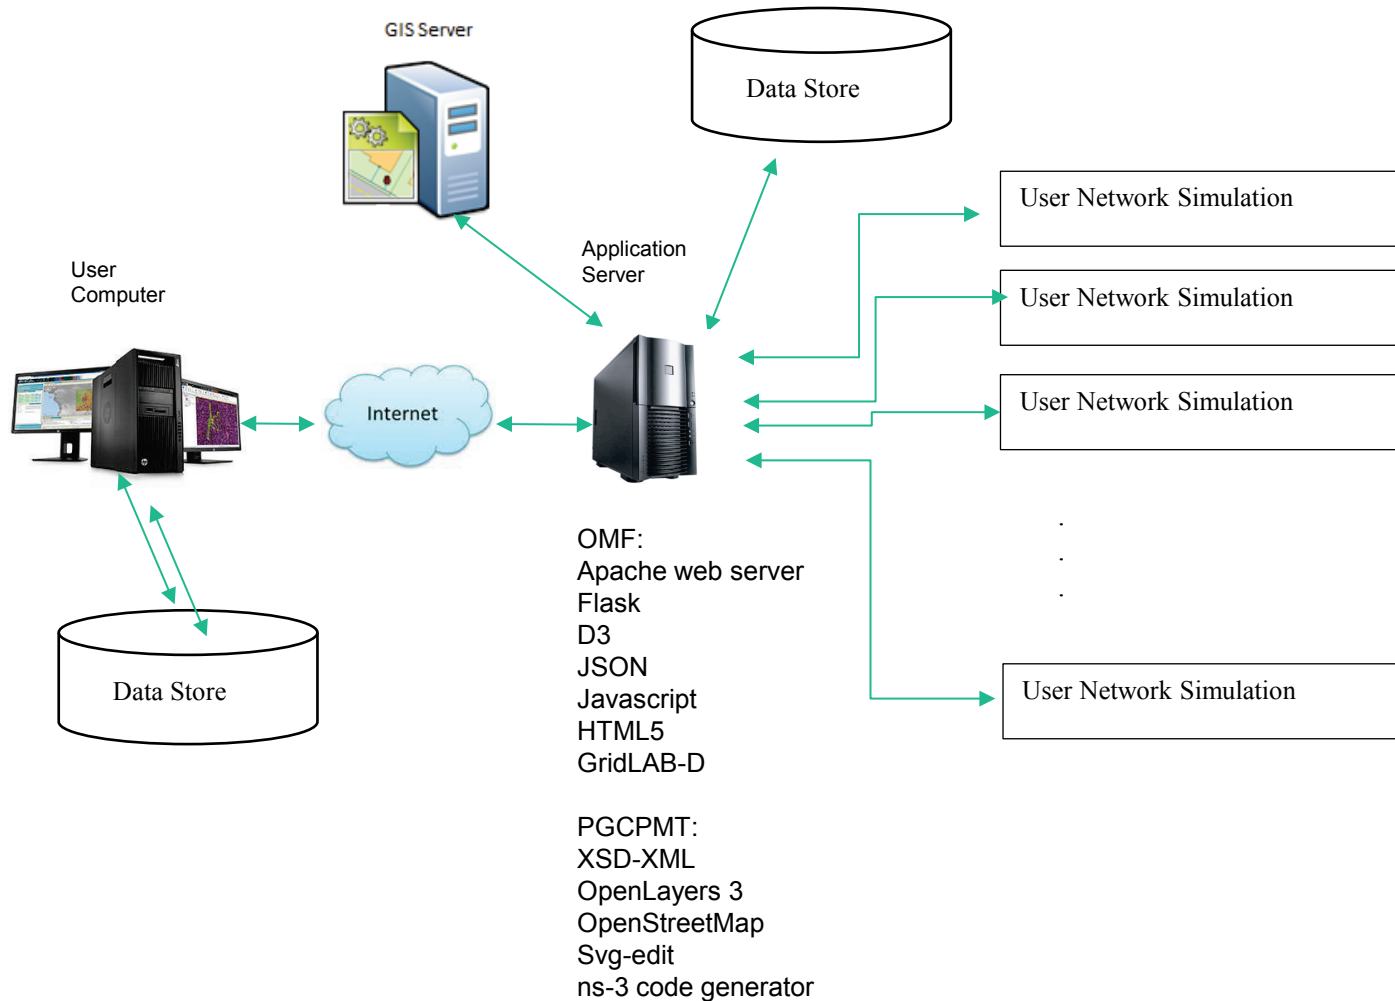 GIS Server
Data Store
User Network Simulation
Application
Server
User
Computer
User Network Simulation
Internet
User Network Simulation
.
.
.
OMF:
Apache web server
Flask
D3
JSON
Javascript
HTML5
GridLAB-D
Data Store
User Network Simulation
PGCPMT:
XSD-XML
OpenLayers 3
OpenStreetMap
Svg-edit
ns-3 code generator